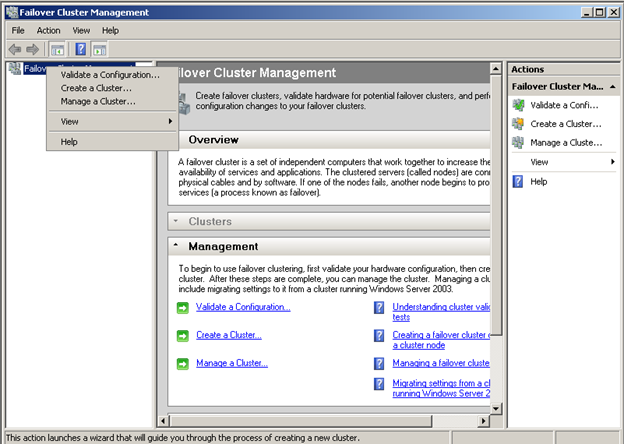 Failover Cluster Management
File Action View Help
Failov
Validate a Configuration...
Create a Cluster...
Manage a Cluster...
View
Help
ilover Cluster Management
Create failover clusters, validate hardware for potential failover clusters, and perf
configuration changes to your failover clusters.
Overview
A failover cluster is a set of independent computers that work together to increase the
availability of services and applications. The clustered servers (called nodes) are conn
physical cables and by software. If one of the nodes fails, another node begins to pro
services (a process known as failover).
Clusters
Management
To begin to use failover clustering, first validate your hardware configuration, then cre
cluster. After these steps are complete, you can manage the cluster. Managing a clu
include migrating settings to it from a cluster running Windows Server 2003.
Validate a Configuration...
Create a Cluster...
Manage a Cluster...
Understanding cluster valid
tests
Creating a failover cluster
a cluster node
Managing a failover cluster
Migrating settings from a cl
running Windows Server 2
Actions
Failover Cluster Ma...
Validate a Confi...
Create a Cluster...
Manage a Cluste...
View
Help
This action launches a wizard that will guide you through the process of creating a new cluster.